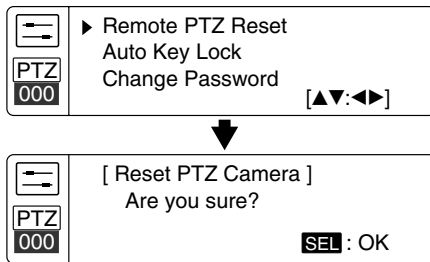 ▶ Remote PTZ Reset
Auto Key Lock
Change Password
[▲▼:◀▶]
PTZ
000
[ Reset PTZ Camera ]
Are you sure?
PTZ
000
SEL : OK